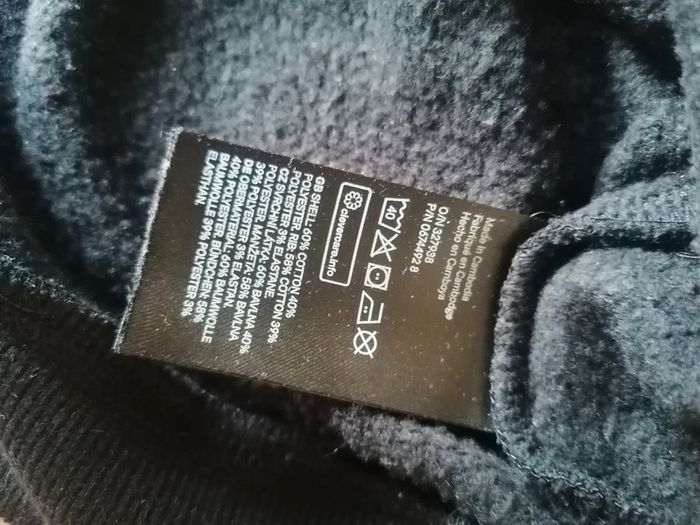 Made in Cambodia
Fabriqué en Cambodge
Hecho en Camboya
O/N 327938
P/N 0674492 8
40
clevercare.info
GB SHELL: 60% COTTON 40%
POLYESTER. RIB: 58% COTTON 39%
POLYESTER 3% ELASTANE.
CZ SVRCHNÍ LÁTKA: 60% BAVLNA 40%
POLYESTER. MANŽETA: 58% BAVLNA
39% POLYESTER 3% ELASTAN.
DE OBERMATERIAL: 60% BAUMWOLLE
40% POLYESTER. BÜNDCHEN: 58%
BAUMWOLLE 39% POLYESTER 3%
ELASTHAN.